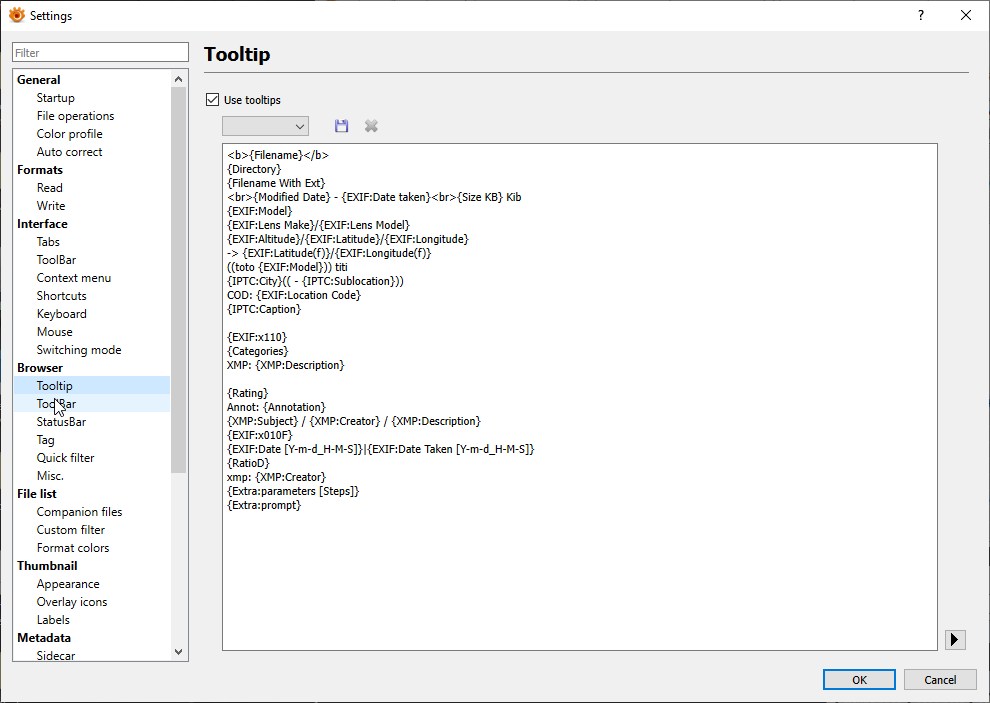 Settings
?
Filter
General
Startup
File operations
Color profile
Auto correct
Formats
Read
Write
Interface
Tabs
ToolBar
Context menu
Shortcuts
Keyboard
Mouse
Switching mode
Browser
Tooltip
ToolBar
StatusBar
Tag
Quick filter
Misc.
File list
Companion files
Custom filter
Format colors
Thumbnail
Appearance
Overlay icons
Labels
Metadata
Sidecar
Tooltip
Use tooltips
<b>{Filename}</b>
{Directory}
{Filename With Ext}
<br>{Modified Date} - {EXIF:Date taken}<br>{Size KB} Kib
{EXIF:Model}
{EXIF:Lens Make}/{EXIF:Lens Model}
{EXIF:Altitude}/{EXIF:Latitude}/{EXIF:Longitude}
-> {EXIF:Latitude(f)}/{EXIF:Longitude(f)}
((toto {EXIF:Model})) titi
{IPTC:City}(( - {IPTC:Sublocation}))
COD: {EXIF:Location Code}
{IPTC:Caption}
{EXIF:x110}
{Categories}
XMP: {XMP:Description}
{Rating}
Annot: {Annotation}
{XMP:Subject} / {XMP:Creator} / {XMP:Description}
{EXIF:x010F}
{EXIF:Date [Y-m-d_H-M-S]}|{EXIF:Date Taken [Y-m-d_H-M-S]}
{RatioD}
xmp: {XMP:Creator}
{Extra:parameters [Steps]}
{Extra:prompt}
OK
Cancel